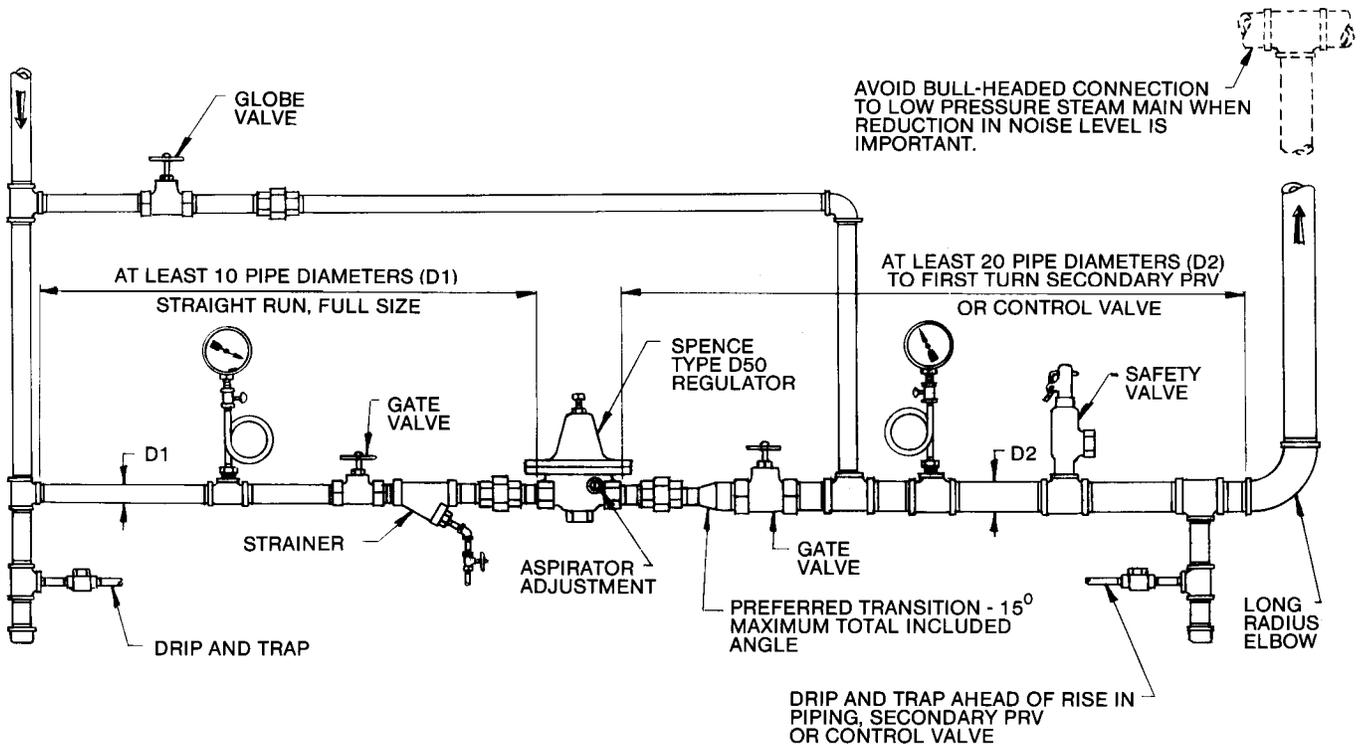 GLOBE
VALVE
AVOID BULL-HEADED CONNECTION
TO LOW PRESSURE STEAM MAIN WHEN
REDUCTION IN NOISE LEVEL IS
IMPORTANT.
AT LEAST 10 PIPE DIAMETERS (D1)
STRAIGHT RUN, FULL SIZE
AT LEAST 20 PIPE DIAMETERS (D2)
TO FIRST TURN SECONDARY PRV
OR CONTROL VALVE
SPENCE
TYPE D50
REGULATOR
SAFETY
VALVE
GATE
VALVE
D1
D2
STRAINER
ASPIRATOR
ADJUSTMENT
GATE
VALVE
PREFERRED TRANSITION - 15⁰
MAXIMUM TOTAL INCLUDED
ANGLE
LONG
RADIUS
ELBOW
DRIP AND TRAP
DRIP AND TRAP AHEAD OF RISE IN
PIPING, SECONDARY PRV
OR CONTROL VALVE